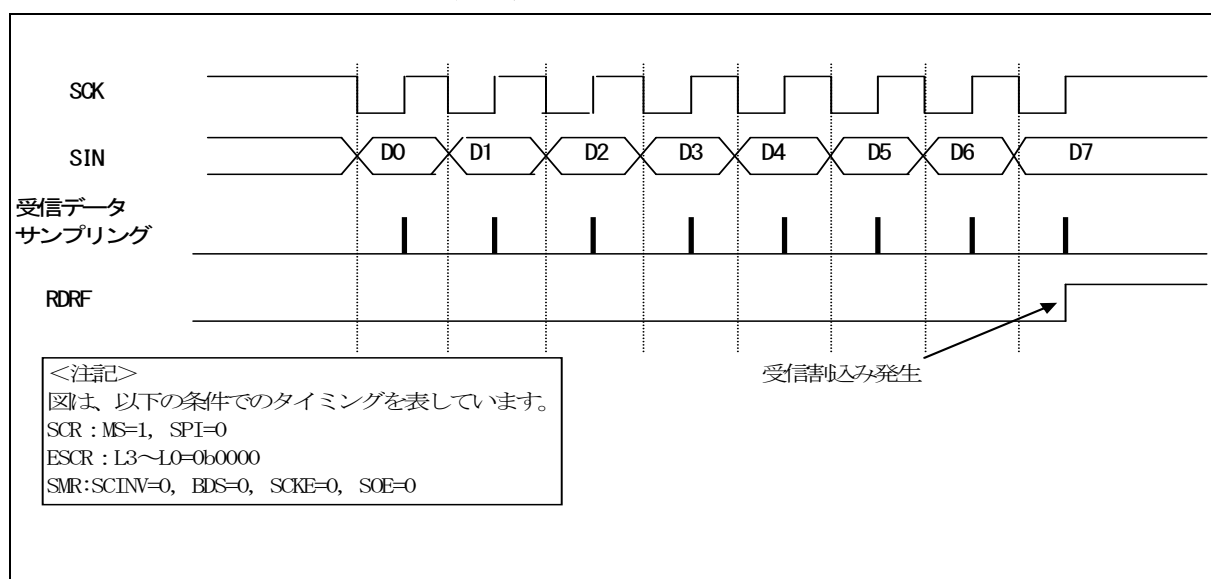 SCK
SIN
D0 D1 D2 D3 D4 D5 D6 D7
受信データ
サンプリング
RDRF
受信割込み発生
<注記>
図は、以下の条件でのタイミングを表しています。
SCR:MS=1, SPI=0
ESCR:L3~L0=0b0000
SMR:SCINV=0, BDS=0, SCKE=0, SOE=0